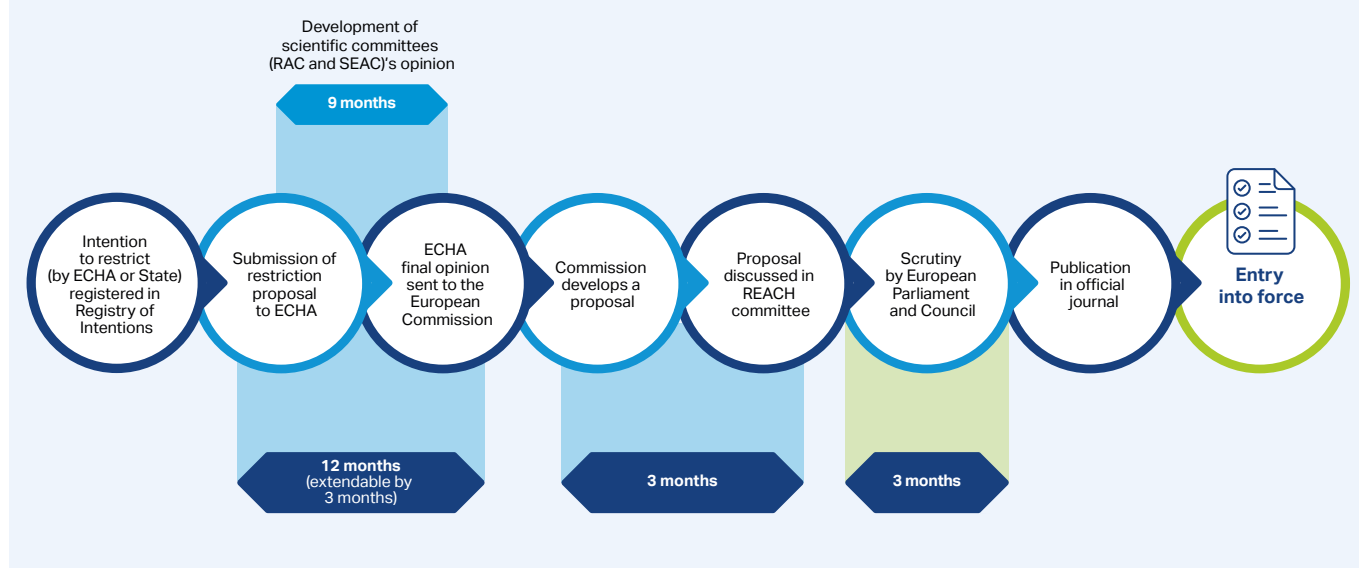 Development of
scientific committees
(RAC and SEAC)'s opinion
9 months
Intention
to restrict
(by ECHA or State)
registered in
Registry of
Intentions
Submission of
restriction
proposal
to ECHA
ECHA
final opinion
sent to the
European
Commission
Commission
develops a
proposal
Proposal
discussed in
REACH
committee
Scrutiny
by European
Parliament
and Council
Publication
in official
journal
Entry
into force
12 months
(extendable by
3 months)
3 months
3 months